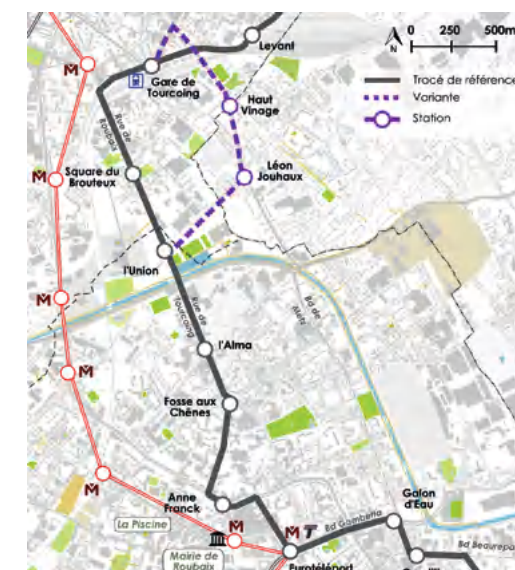 Levant
N
0 250 500m
Gare de
Tourcoing
Tracé de référence
Variante
Station
Haut
Vinage
Rue de
Roubaix
M
M
Square du
Brouteux
Léon
Jouhaux
l'Union
M
Rue de
Tourcoing
Bd de
Metz
l'Alma
M
Fosse aux
Chênes
M
Anne
Franck
Galon
d'Eau
La Piscine
M
M T
Bd Gambetta
Bd Beaurepa
Mairie de
Roubaix
Eurotéléport